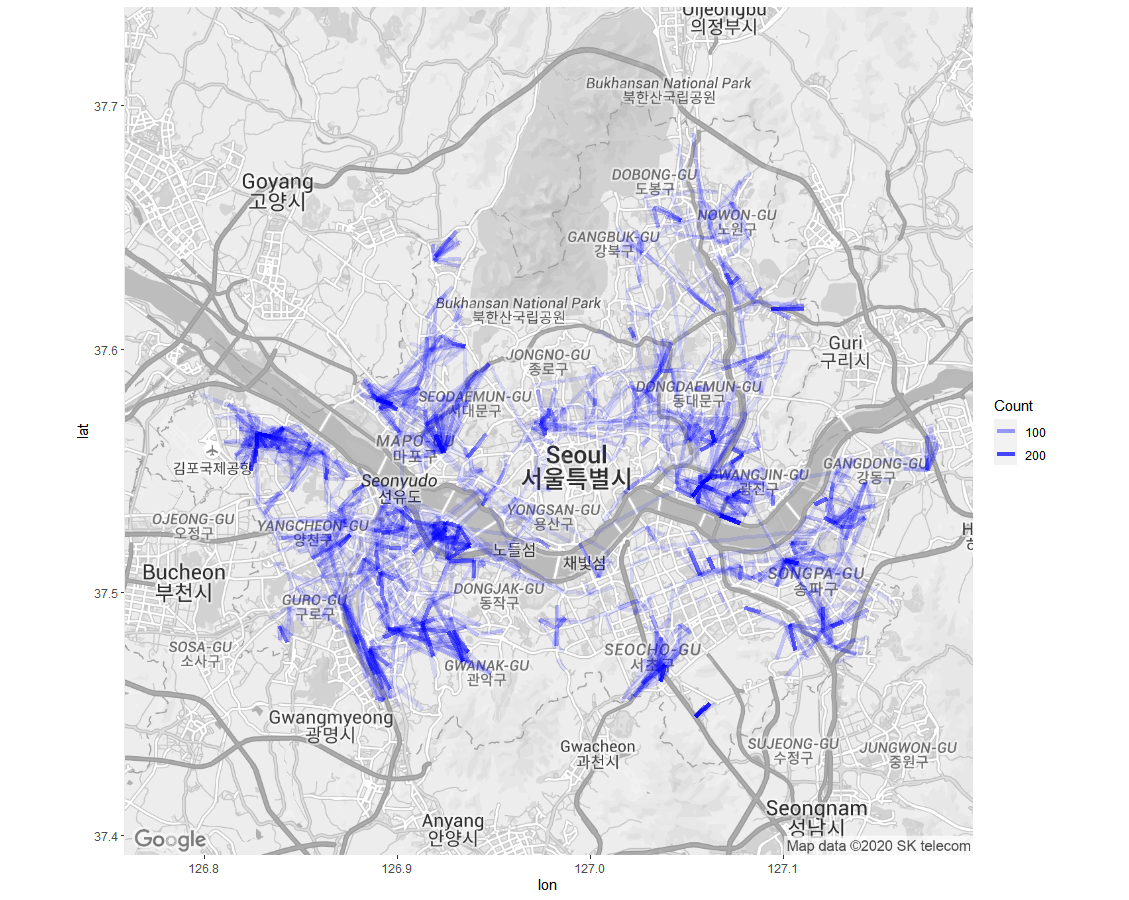 Uijeongbu
의정부시
Bukhansan National Park
북한산국립공원
37.7
DOBONG-GU
도봉구
Goyang
고양시
NOWON-GU
노원구
GANGBUK-GU
강북구
Bukhansan National Park
북한산국립공원
37.6
Guri
구리시
JONGNO-GU
종로구
DONGDAEMUN-GU
동대문구
SEODAEMUN-GU
서대문구
Count
100
200
lat
MAPO-GU
마포구
Seoul
서울특별시
김포국제공항
GANGDONG-GU
강동구
GWANGJIN-GU
광진구
Seonyudo
선유도
YONGSAN-GU
용산구
OJEONG-GU
오정구
YANGCHEON-GU
양천구
노들섬
채빛섬
Bucheon
부천시
SONGPA-GU
송파구
37.5
DONGJAK-GU
동작구
GURO-GU
구로구
SOSA-GU
소사구
SEOCHO-GU
서초구
GWANAK-GU
관악구
Gwangmyeong
광명시
Gwacheon
과천시
SUJEONG-GU
수정구
JUNGWON-GU
중원구
Seongnam
성남시
Anyang
안양시
37.4
Google
Map data ©2020 SK telecom
126.8
126.9
127.0
127.1
lon